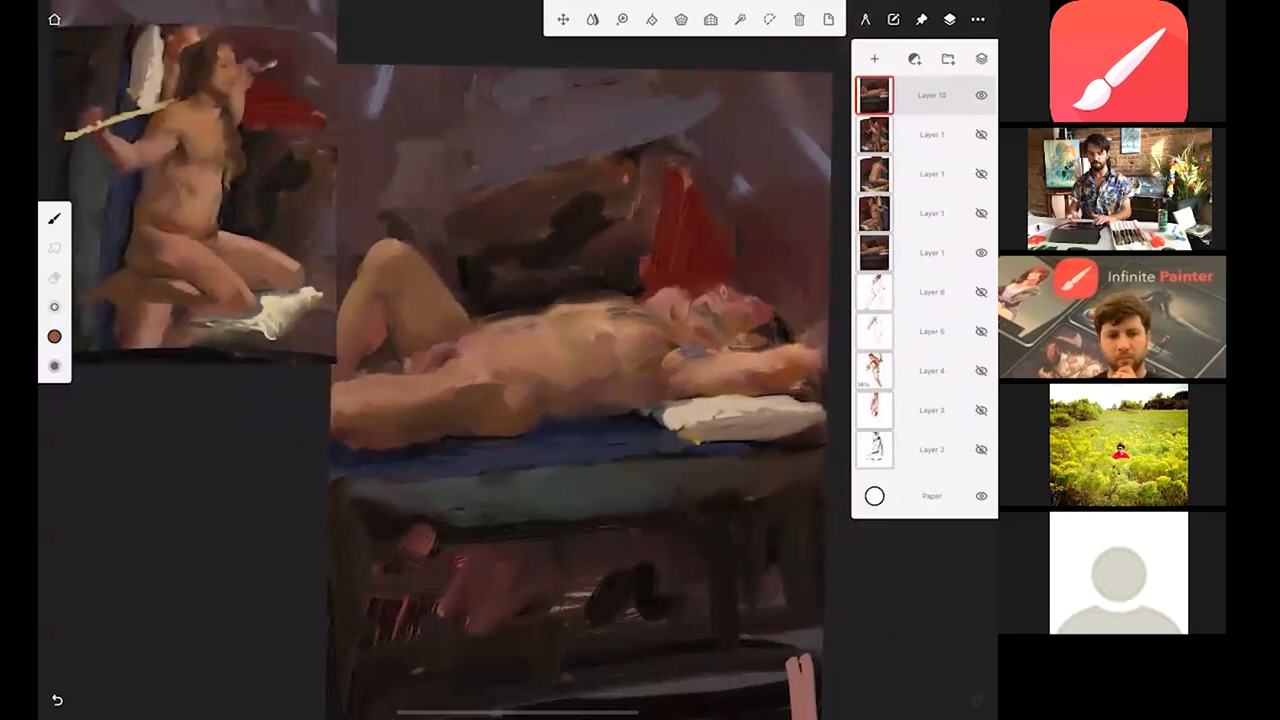 Layer 10
Layer 1
Layer 1
Layer 1
Layer 1
Layer 6
Layer 5
Layer 4
Layer 3
Layer 2
Paper
Infinite Painter